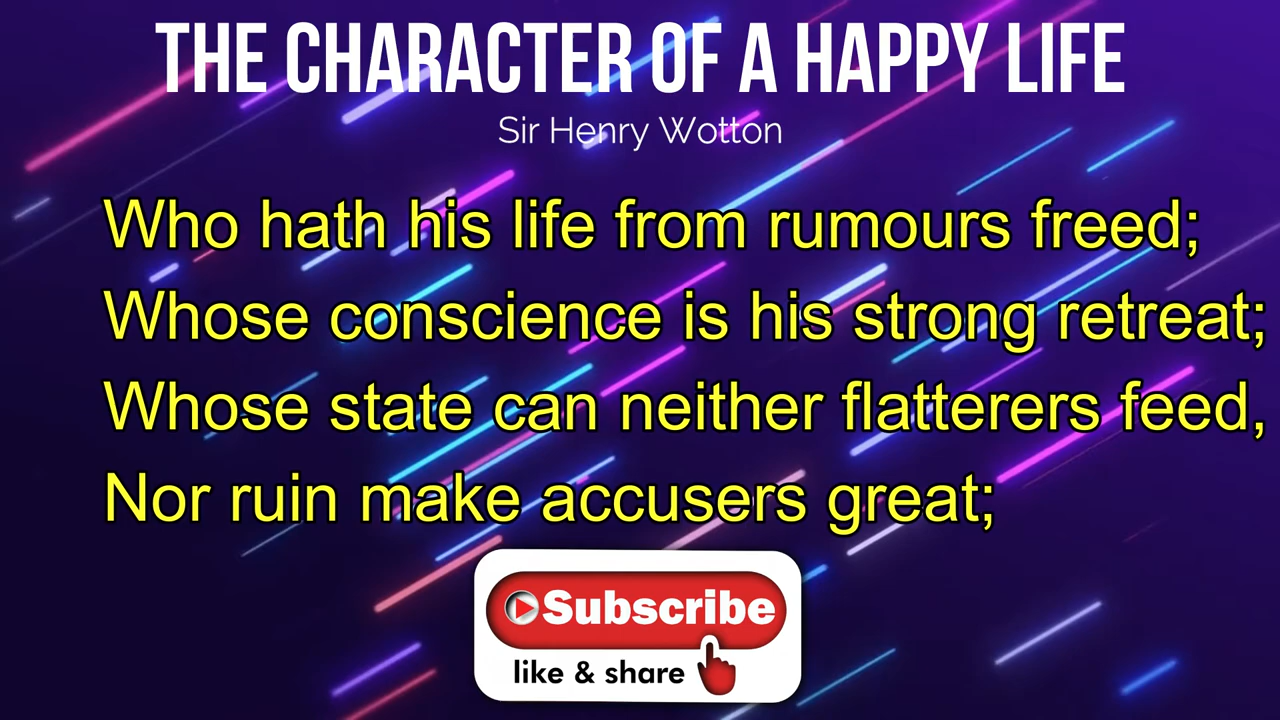 THE CHARACTER OF A HAPPY LIFE
Sir Henry Wotton
Who hath his life from rumours freed;
Whose conscience is his strong retreat;
Whose state can neither flatterers feed,
Nor ruin make accusers great;
Subscribe
like & share